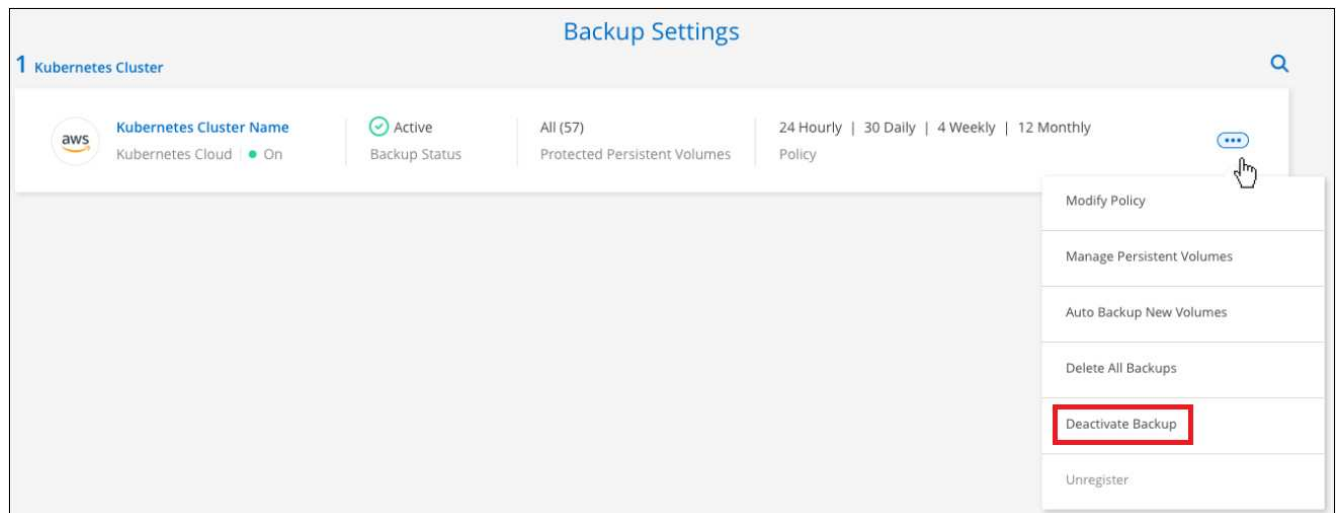 Backup Settings
1 Kubernetes Cluster
aws
Kubernetes Cluster Name
Kubernetes Cloud
On
Active
Backup Status
All (57)
Protected Persistent Volumes
24 Hourly | 30 Daily | 4 Weekly | 12 Monthly
Policy
Modify Policy
Manage Persistent Volumes
Auto Backup New Volumes
Delete All Backups
Deactivate Backup
Unregister